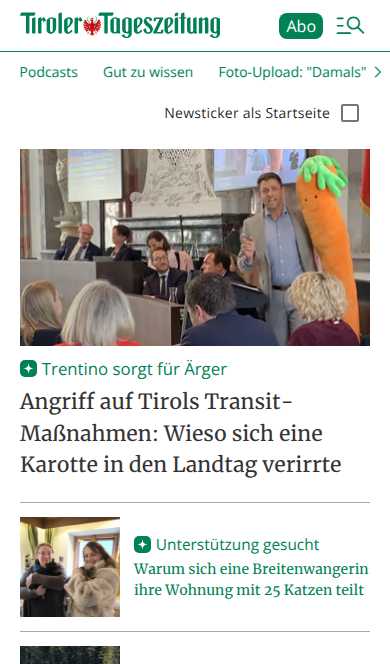 Tiroler Tageszeitung
Abo
Podcasts Gut zu wissen Foto-Upload: "Damals"
Newsticker als Startseite
Trentino sorgt für Ärger
Angriff auf Tirols Transit-
Maßnahmen: Wieso sich eine
Karotte in den Landtag verirrte
Unterstützung gesucht
Warum sich eine Breitenwangerin
ihre Wohnung mit 25 Katzen teilt